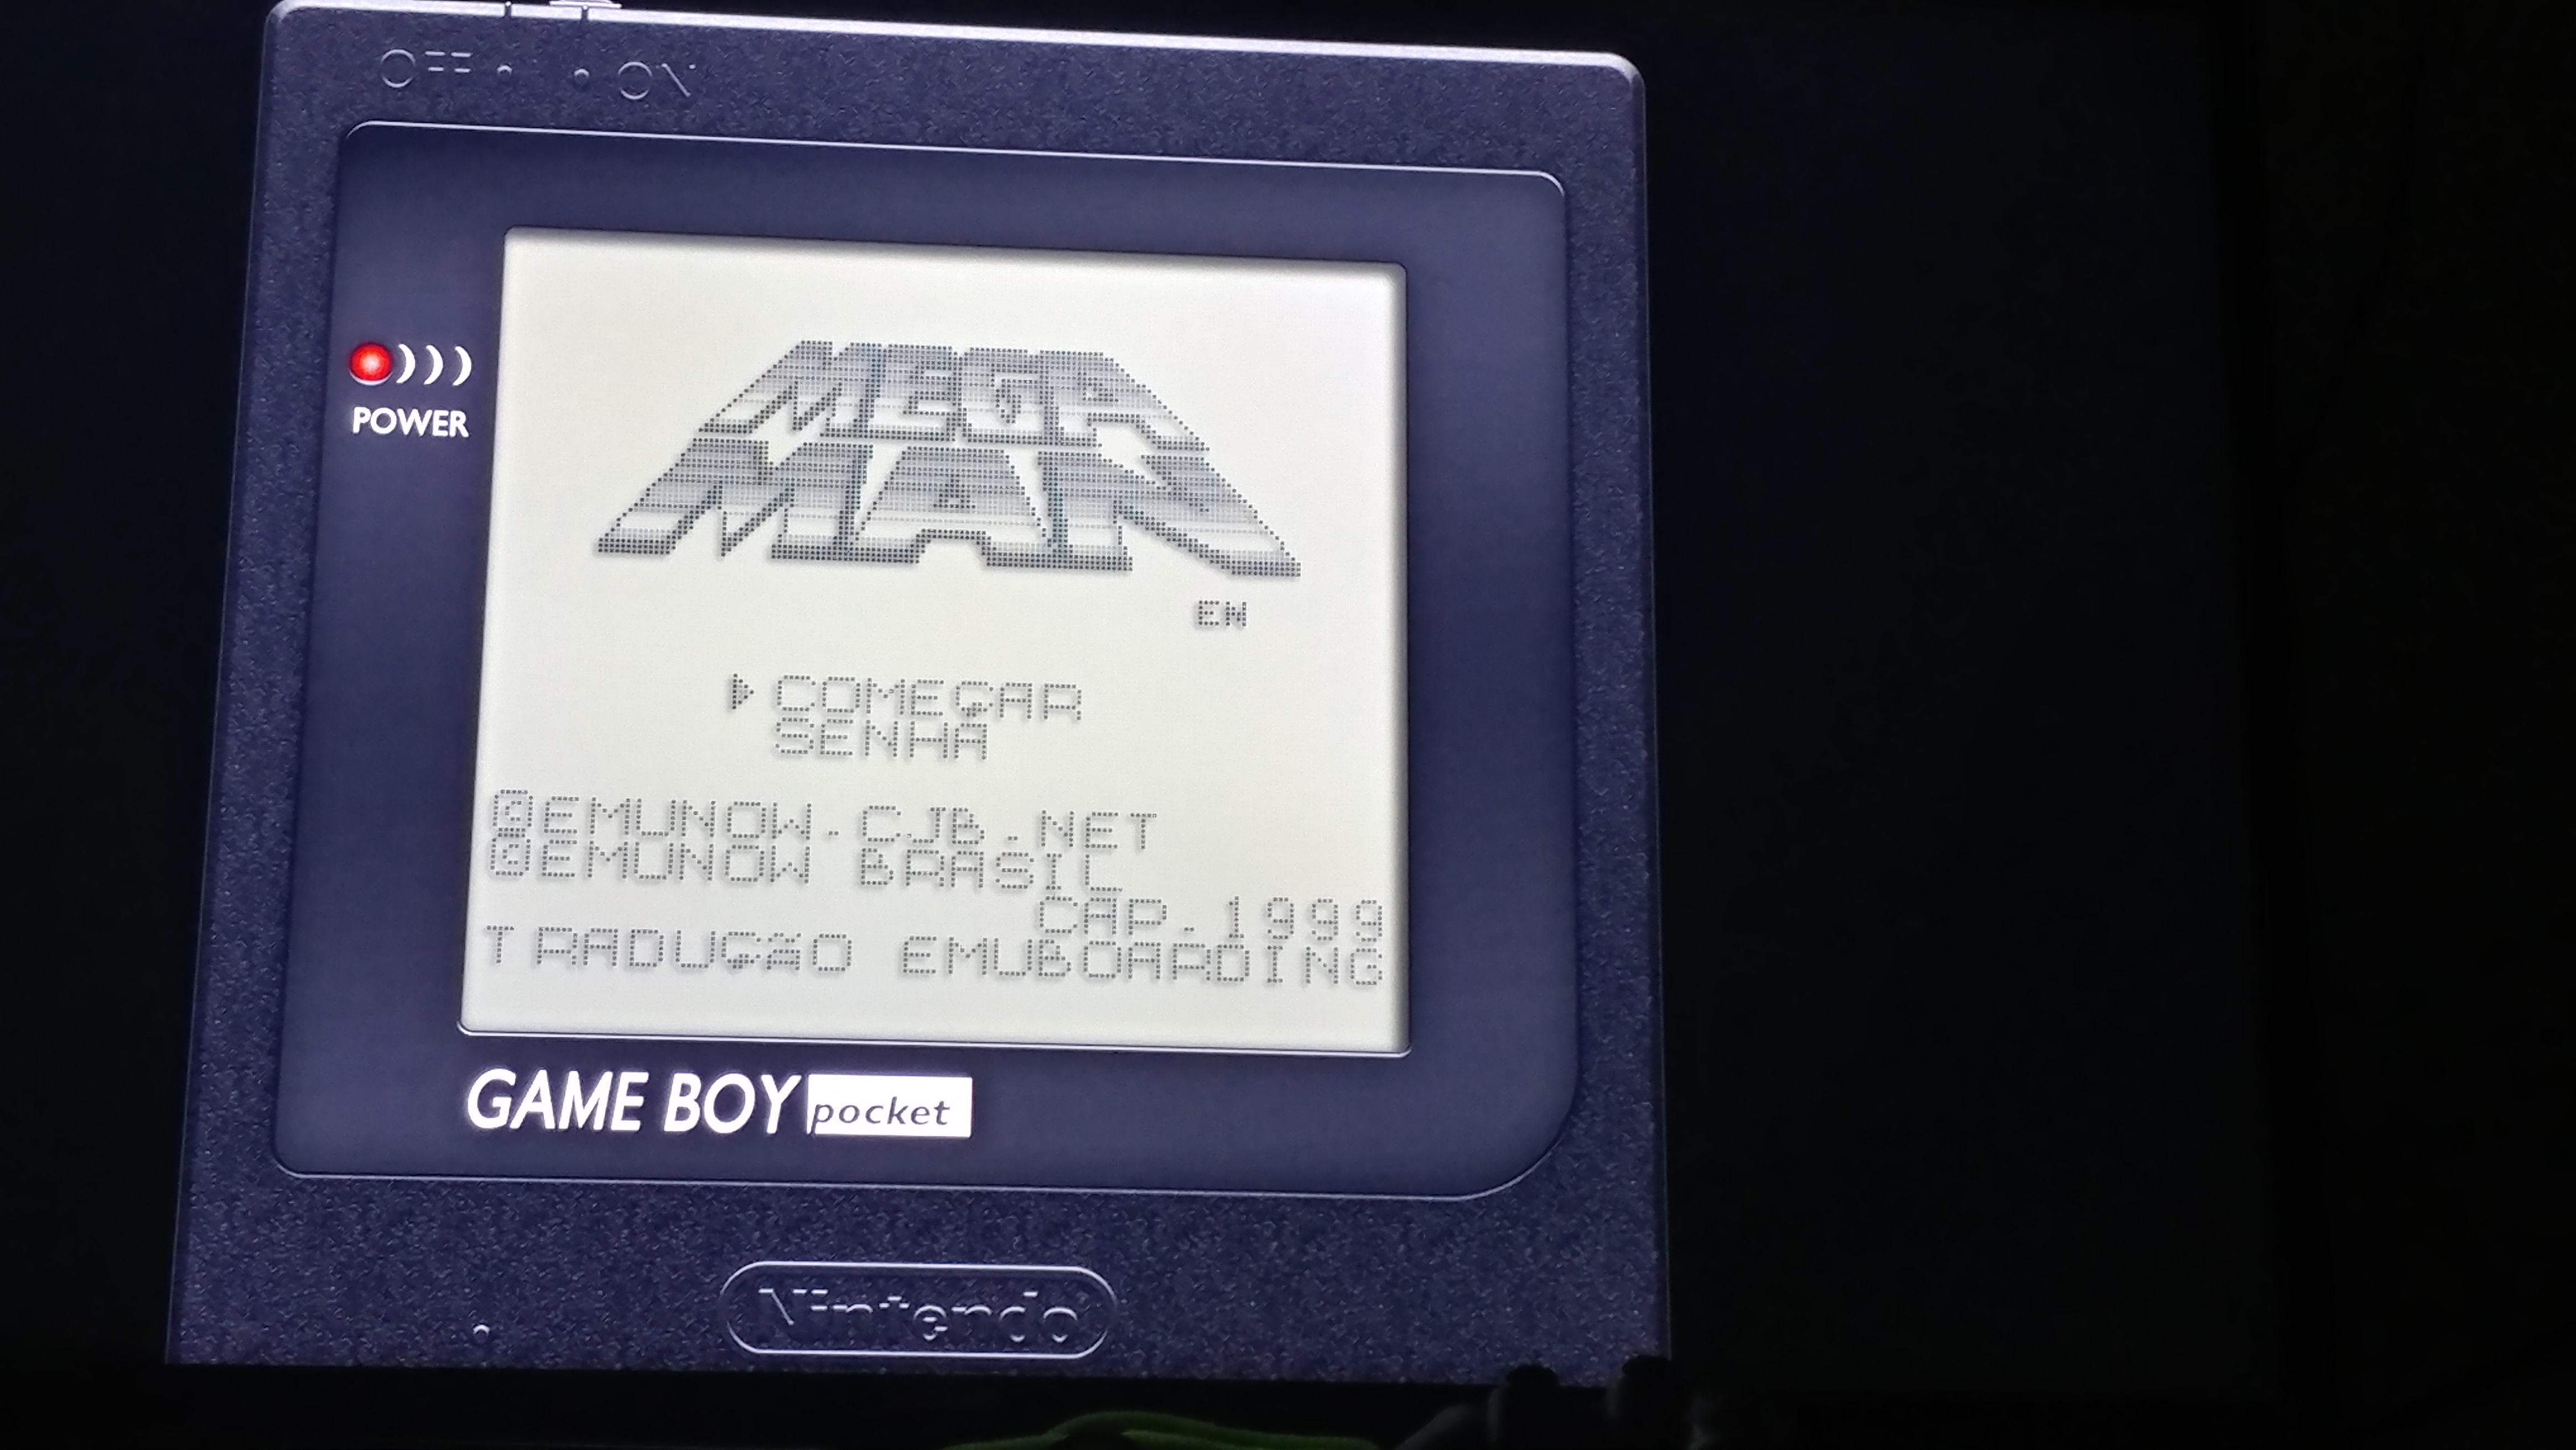 OFF • • ON
POWER
MEGA
MAN
EN
COMEÇAR
SENHA
@EMUNOW.CJB.NET
@EMUNOW BRASIL
CAP.1999
TRADUÇÃO EMUBOARDING
GAME BOY pocket
Nintendo